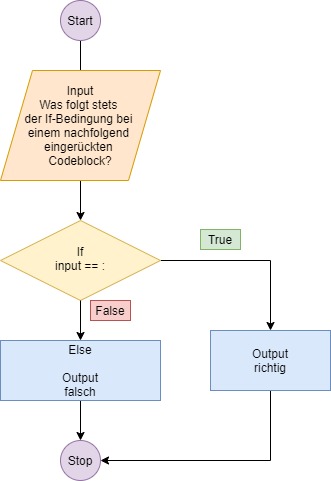 Start
Input
Was folgt stets
der If-Bedingung bei
einem nachfolgend
eingerückten
Codeblock?
If
input == :
True
False
Else
Output
falsch
Output
richtig
Stop